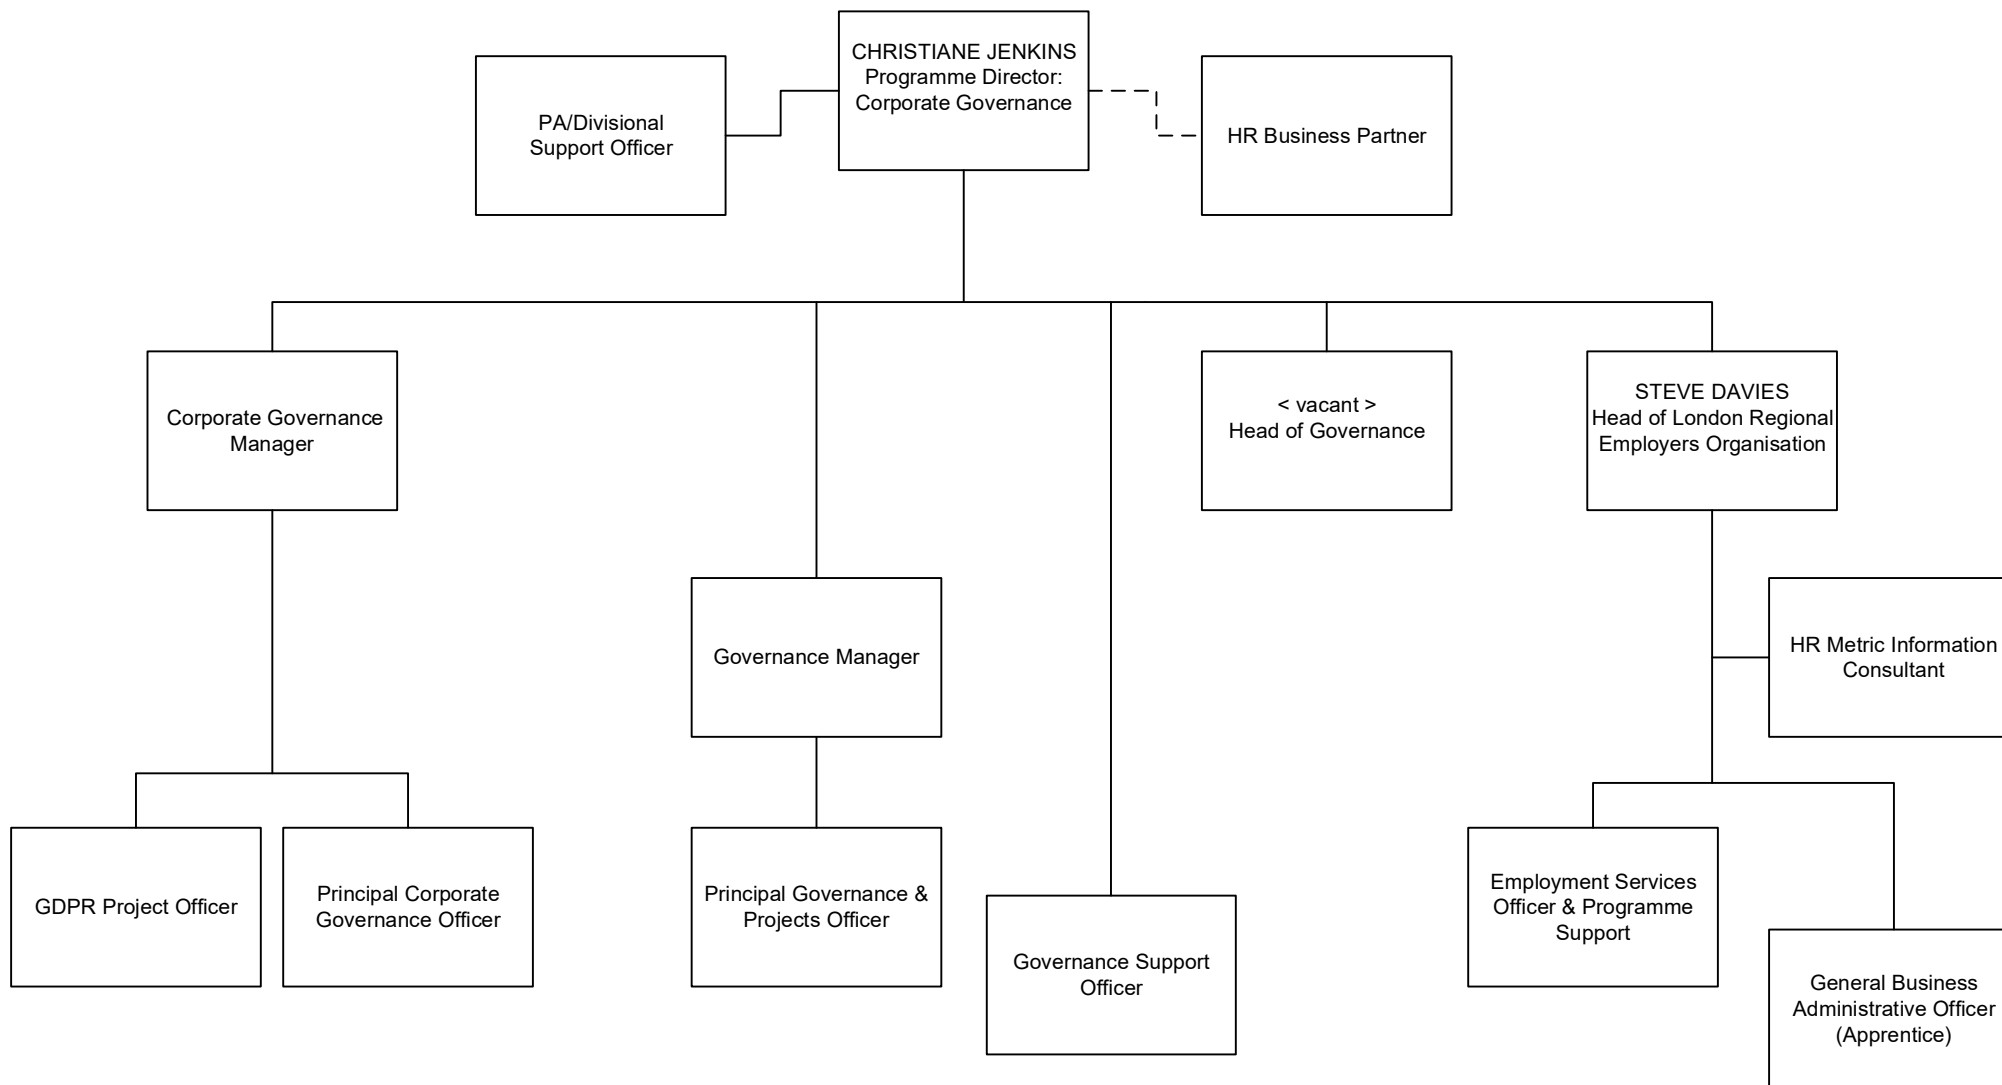 CHRISTIANE JENKINS
Programme Director:
Corporate Governance
PA/Divisional
Support Officer
HR Business Partner
Corporate Governance
Manager
< vacant >
Head of Governance
STEVE DAVIES
Head of London Regional
Employers Organisation
Governance Manager
HR Metric Information
Consultant
GDPR Project Officer
Principal Corporate
Governance Officer
Principal Governance &
Projects Officer
Governance Support
Officer
Employment Services
Officer & Programme
Support
General Business
Administrative Officer
(Apprentice)